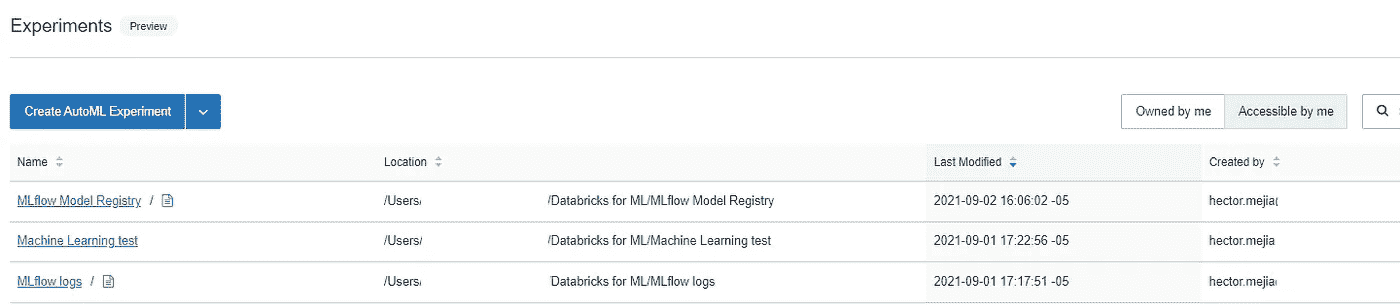 Experiments Preview
Create AutoML Experiment Owned by me Accessible by me
Name Location Last Modified Created by
MLflow Model Registry / /Users/ /Databricks for ML/MLflow Model Registry 2021-09-02 16:06:02 -05 hector.mejia
Machine Learning test /Users/ /Databricks for ML/Machine Learning test 2021-09-01 17:22:56 -05 hector.mejia
MLflow logs / /Users/ Databricks for ML/MLflow logs 2021-09-01 17:17:51 -05 hector.mejia